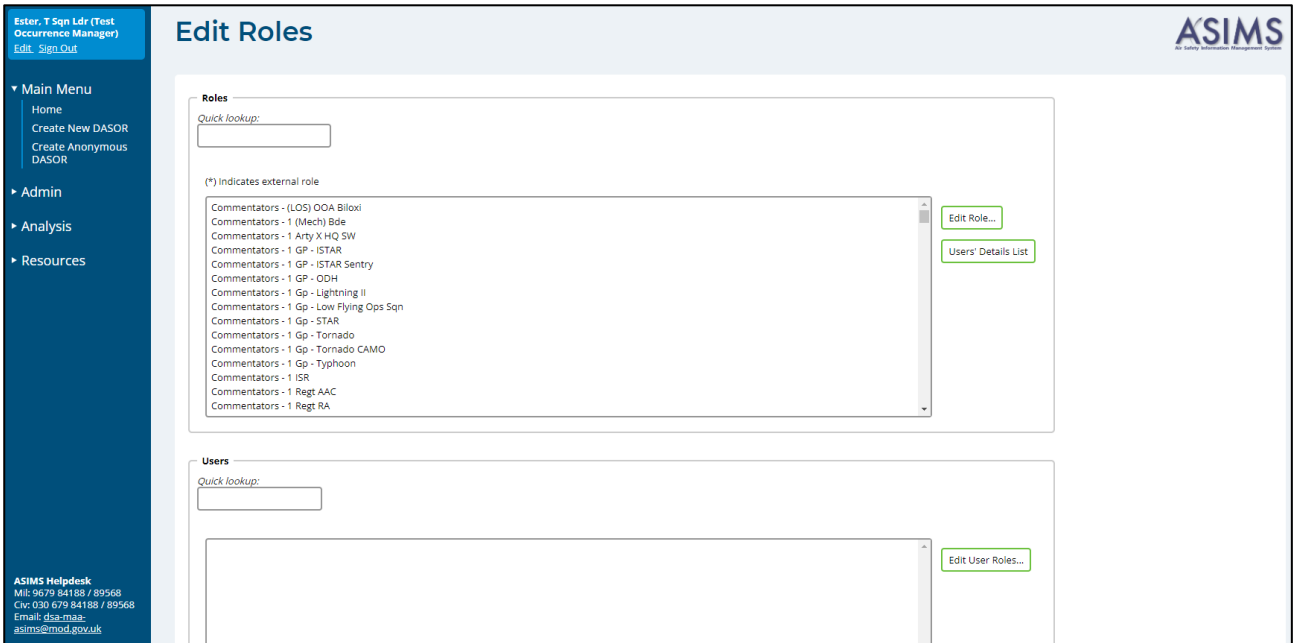 Ester, T Sqn Ldr (Test
Occurrence Manager)
Edit Sign Out
Main Menu
Home
Create New DASOR
Create Anonymous
DASOR
Admin
Analysis
Resources
ASIMS Helpdesk
Mil: 9679 84188 / 89568
Civ: 030 679 84188 / 89568
Email: dsa-maa-
asims@mod.gov.uk
Edit Roles
ASIMS
Air Safety Information Management System
Roles
Quick lookup:
(*) Indicates external role
Commentators - (LOS) OOA Biloxi
Commentators - 1 (Mech) Bde
Commentators - 1 Arty X HQ SW
Commentators - 1 GP - ISTAR
Commentators - 1 GP - ISTAR Sentry
Commentators - 1 GP - ODH
Commentators - 1 Gp - Lightning II
Commentators - 1 Gp - Low Flying Ops Sqn
Commentators - 1 Gp - STAR
Commentators - 1 Gp - Tornado
Commentators - 1 Gp - Tornado CAMO
Commentators - 1 Gp - Typhoon
Commentators - 1 ISR
Commentators - 1 Regt AAC
Commentators - 1 Regt RA
Edit Role...
Users' Details List
Users
Quick lookup:
Edit User Roles...